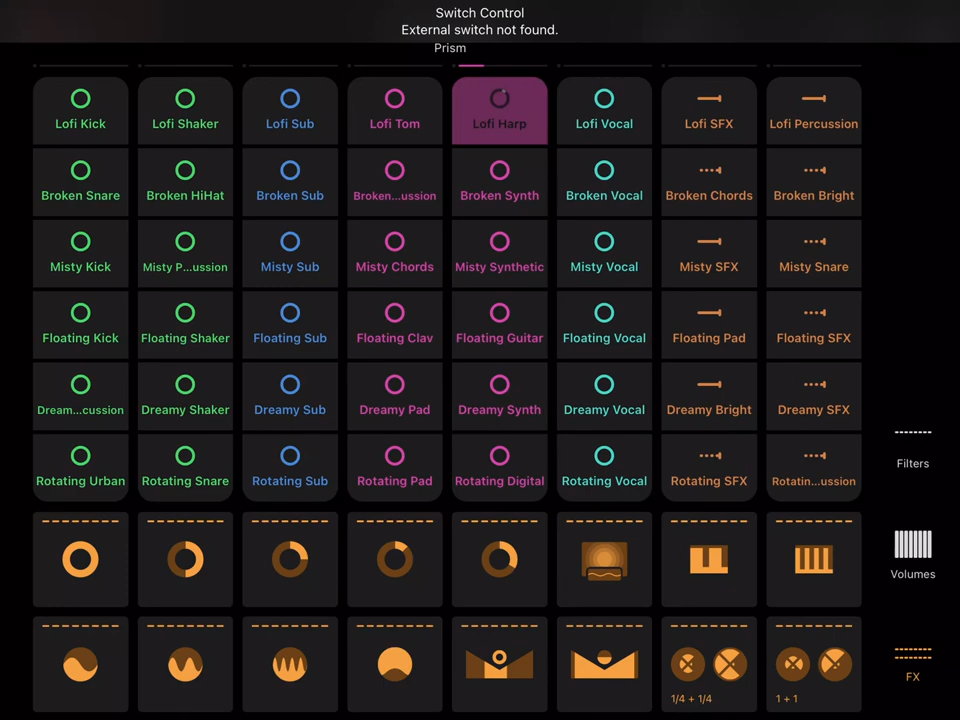 Switch Control
External switch not found.
Prism
Lofi Kick
Lofi Shaker
Lofi Sub
Lofi Tom
Lofi Harp
Lofi Vocal
Lofi SFX
Lofi Percussion
Broken Snare
Broken HiHat
Broken Sub
Broken...ussion
Broken Synth
Broken Vocal
Broken Chords
Broken Bright
Misty Kick
Misty P...ussion
Misty Sub
Misty Chords
Misty Synthetic
Misty Vocal
Misty SFX
Misty Snare
Floating Kick
Floating Shaker
Floating Sub
Floating Clav
Floating Guitar
Floating Vocal
Floating Pad
Floating SFX
Dream...cussion
Dreamy Shaker
Dreamy Sub
Dreamy Pad
Dreamy Synth
Dreamy Vocal
Dreamy Bright
Dreamy SFX
Filters
Rotating Urban
Rotating Snare
Rotating Sub
Rotating Pad
Rotating Digital
Rotating Vocal
Rotating SFX
Rotatin...ussion
Volumes
FX
1/4 + 1/4
1 + 1